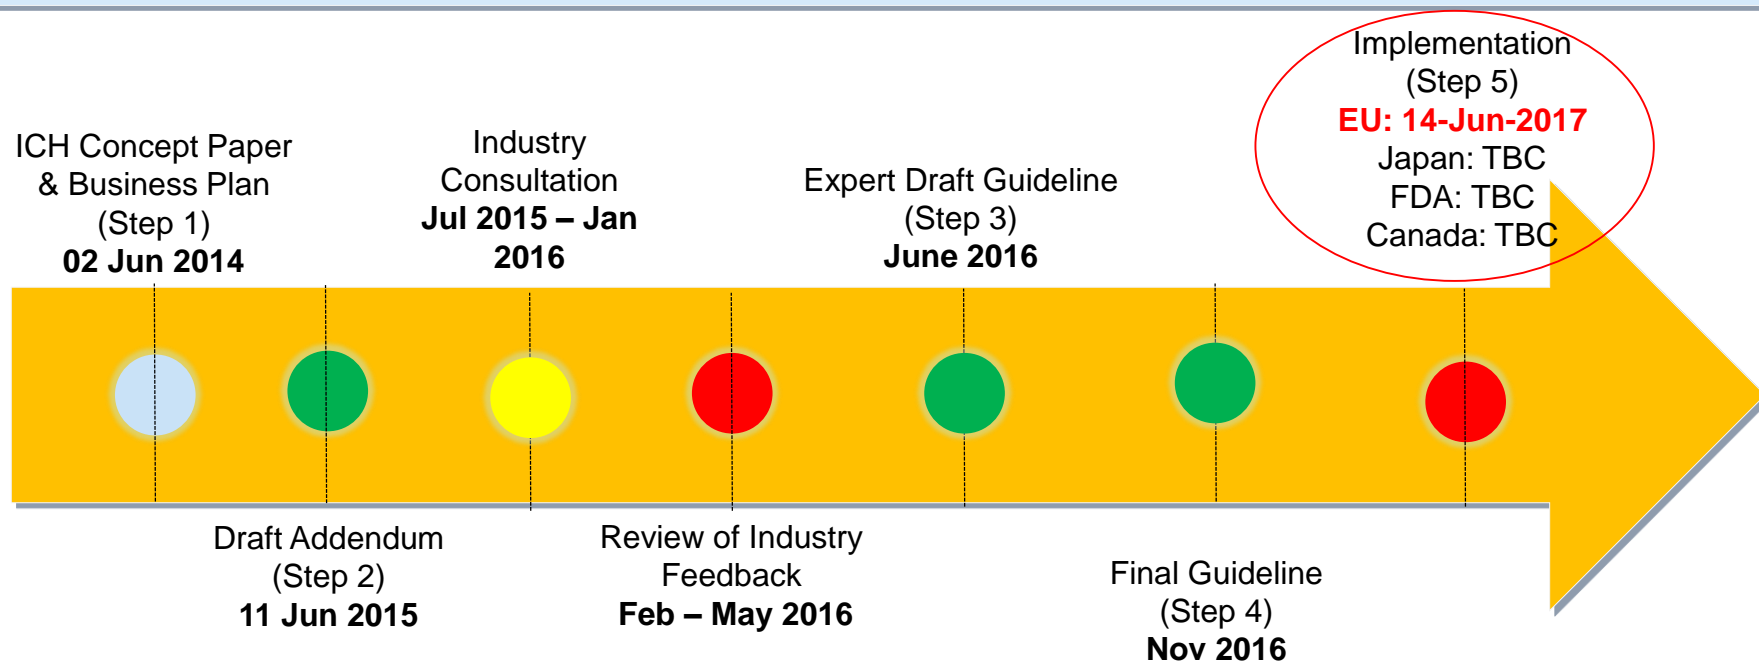 ICH Concept Paper
& Business Plan
(Step 1)
02 Jun 2014
Draft Addendum
(Step 2)
11 Jun 2015
Industry
Consultation
Jul 2015 – Jan
2016
Review of Industry
Feedback
Feb – May 2016
Expert Draft Guideline
(Step 3)
June 2016
Final Guideline
(Step 4)
Nov 2016
Implementation
(Step 5)
EU: 14-Jun-2017
Japan: TBC
FDA: TBC
Canada: TBC